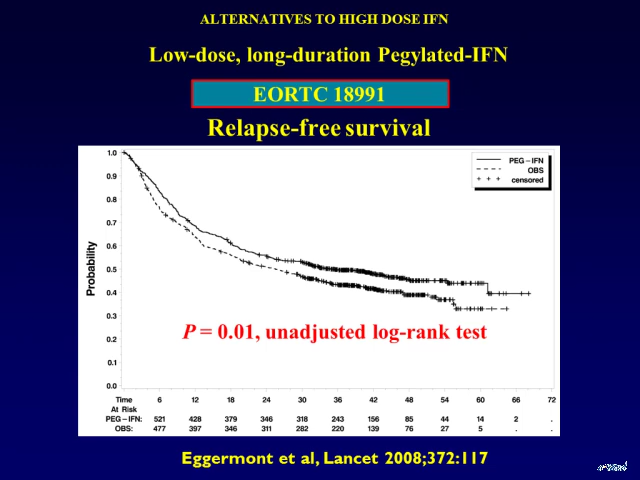 ALTERNATIVES TO HIGH DOSE IFN
Low-dose, long-duration Pegylated-IFN
EORTC 18991
Relapse-free survival
1.0
0.9
0.8
0.7
0.6
0.5
0.4
0.3
0.2
0.1
0.0
Probability
PEG-IFN
OBS
+ + + censored
P = 0.01, unadjusted log-rank test
Time 6 12 18 24 30 36 42 48 54 60 66 72
At Risk
PEG-IFN: 521 428 379 346 318 243 156 85 44 14 2 .
OBS: 477 397 346 311 282 220 139 76 27 5 . .
Eggermont et al, Lancet 2008;372:117